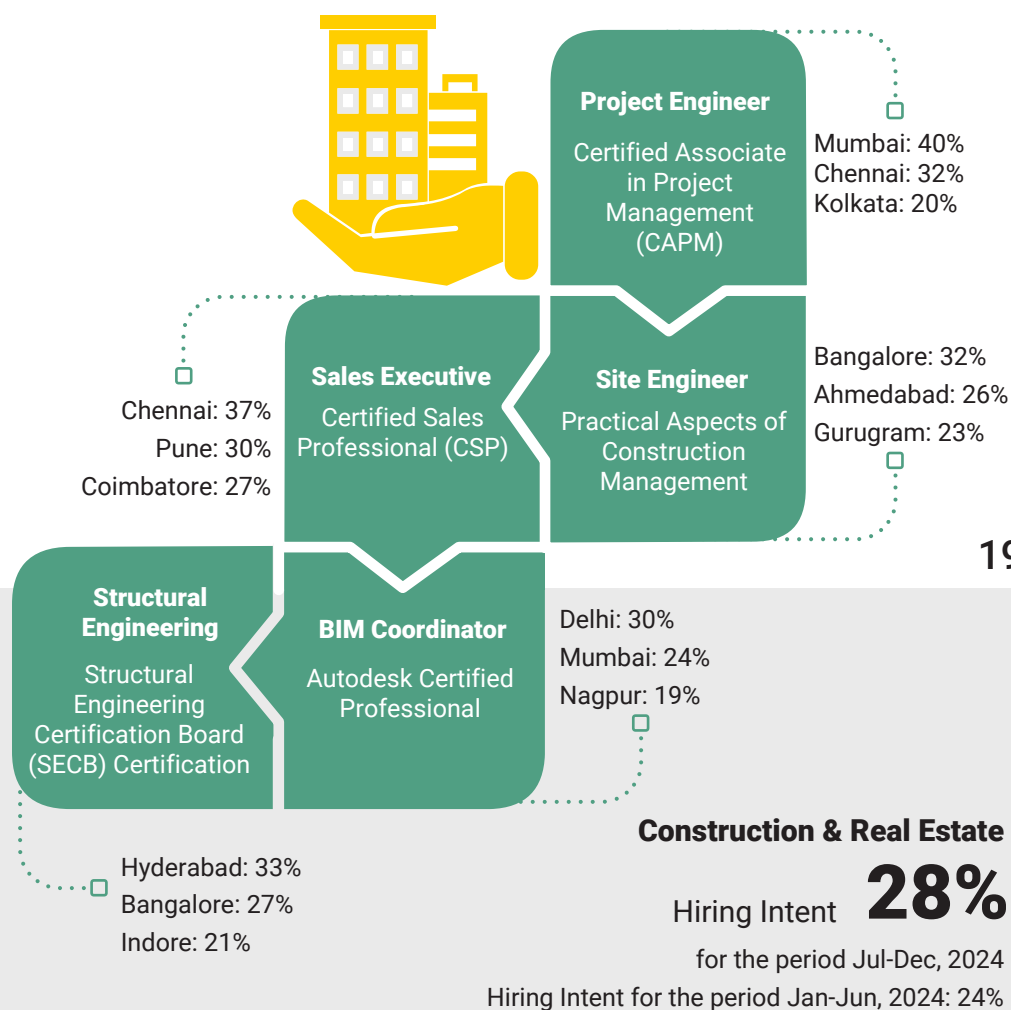 Project Engineer
Certified Associate
in Project
Management
(CAPM)
Mumbai: 40%
Chennai: 32%
Kolkata: 20%
Sales Executive
Certified Sales
Professional (CSP)
Chennai: 37%
Pune: 30%
Coimbatore: 27%
Site Engineer
Practical Aspects of
Construction
Management
Bangalore: 32%
Ahmedabad: 26%
Gurugram: 23%
19
Structural
Engineering
Structural
Engineering
Certification Board
(SECB) Certification
BIM Coordinator
Autodesk Certified
Professional
Delhi: 30%
Mumbai: 24%
Nagpur: 19%
Hyderabad: 33%
Bangalore: 27%
Indore: 21%
Construction & Real Estate
Hiring Intent 28%
for the period Jul-Dec, 2024
Hiring Intent for the period Jan-Jun, 2024: 24%